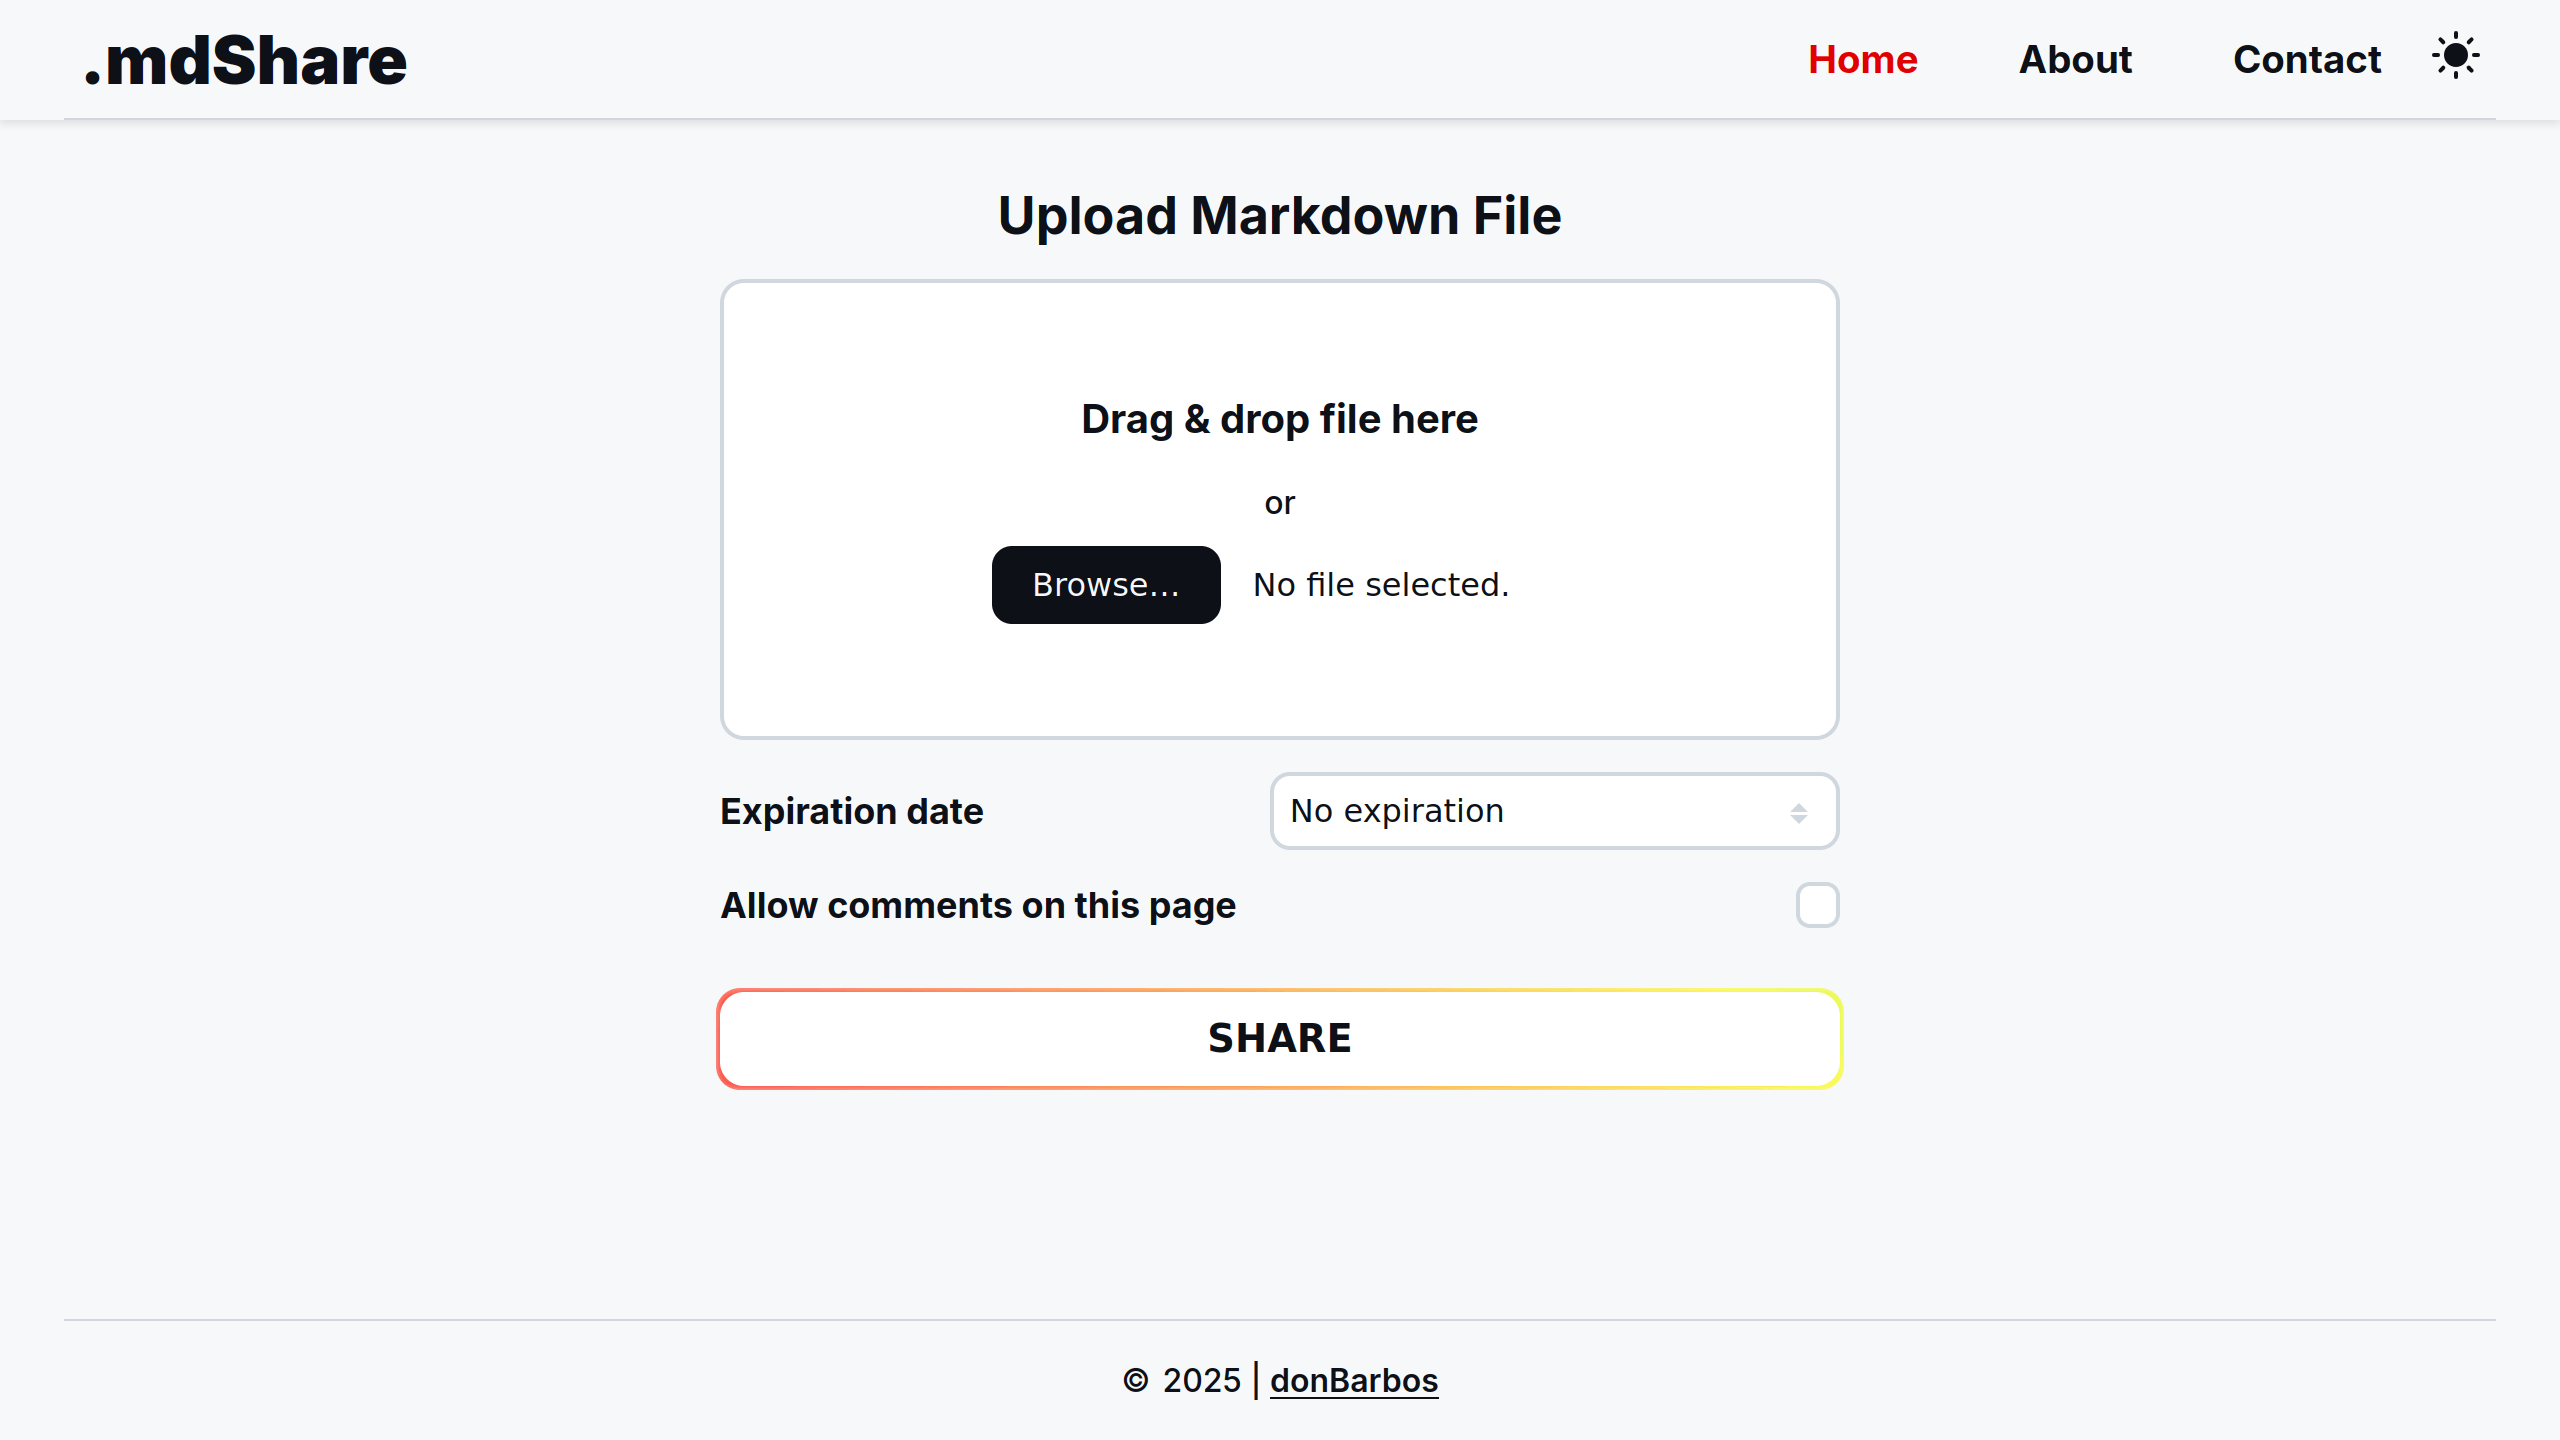 .mdShare
Home About Contact
Upload Markdown File
Drag & drop file here
or
Browse... No file selected.
Expiration date No expiration
Allow comments on this page
SHARE
© 2025 | donBarbos